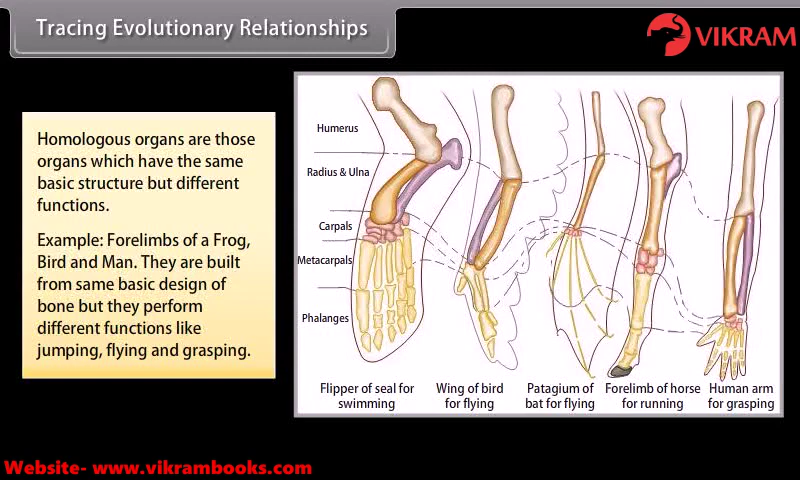 Tracing Evolutionary Relationships
VIKRAM
Homologous organs are those
organs which have the same
basic structure but different
functions.
Example: Forelimbs of a Frog,
Bird and Man. They are built
from same basic design of
bone but they perform
different functions like
jumping, flying and grasping.
Humerus
Radius & Ulna
Carpals
Metacarpals
Phalanges
Flipper of seal for
swimming
Wing of bird
for flying
Patagium of
bat for flying
Forelimb of horse
for running
Human arm
for grasping
Website- www.vikrambooks.com